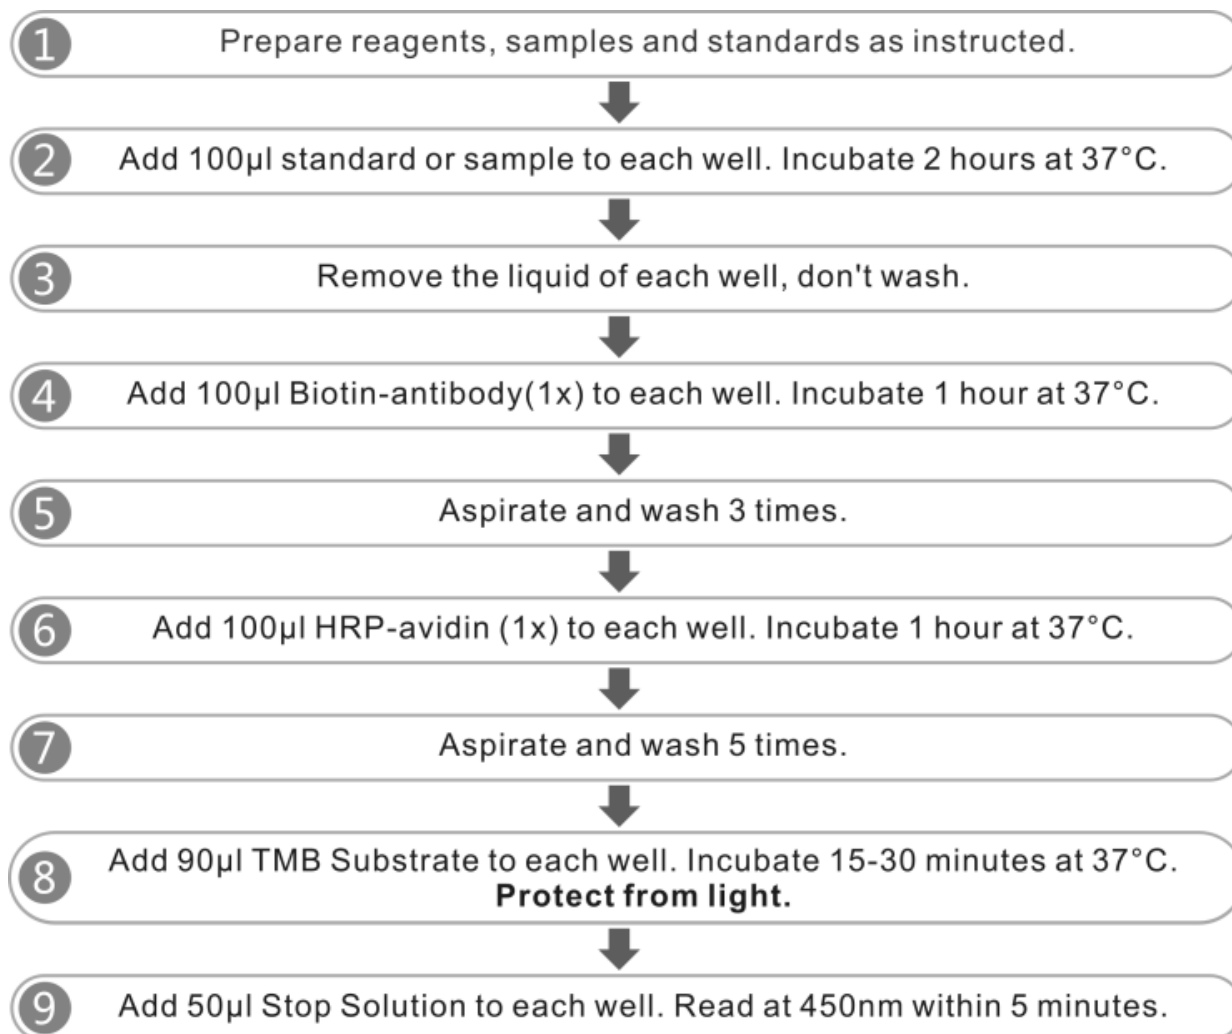 1 Prepare reagents, samples and standards as instructed.
2 Add 100µl standard or sample to each well. Incubate 2 hours at 37°C.
3 Remove the liquid of each well, don't wash.
4 Add 100µl Biotin-antibody(1x) to each well. Incubate 1 hour at 37°C.
5 Aspirate and wash 3 times.
6 Add 100µl HRP-avidin (1x) to each well. Incubate 1 hour at 37°C.
7 Aspirate and wash 5 times.
8 Add 90µl TMB Substrate to each well. Incubate 15-30 minutes at 37°C.
Protect from light.
9 Add 50µl Stop Solution to each well. Read at 450nm within 5 minutes.